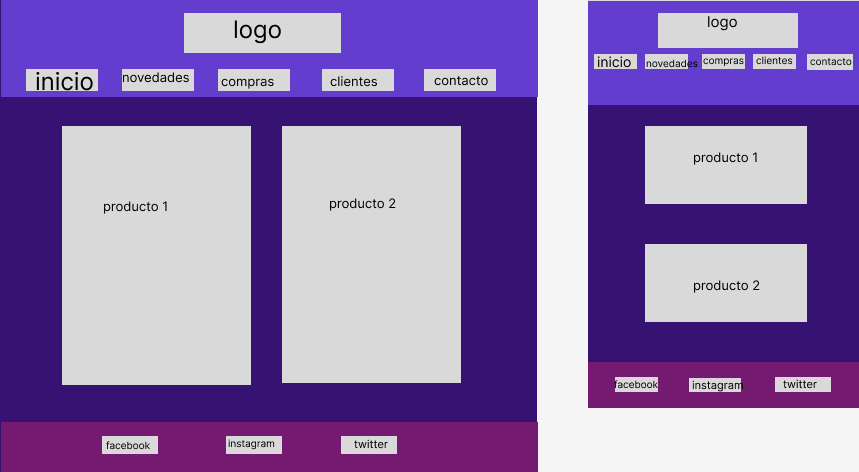 logo
inicio
novedades
compras
clientes
contacto
producto 1
producto 2
facebook
instagram
twitter
logo
inicio
novedades
compras
clientes
contacto
producto 1
producto 2
facebook
instagram
twitter